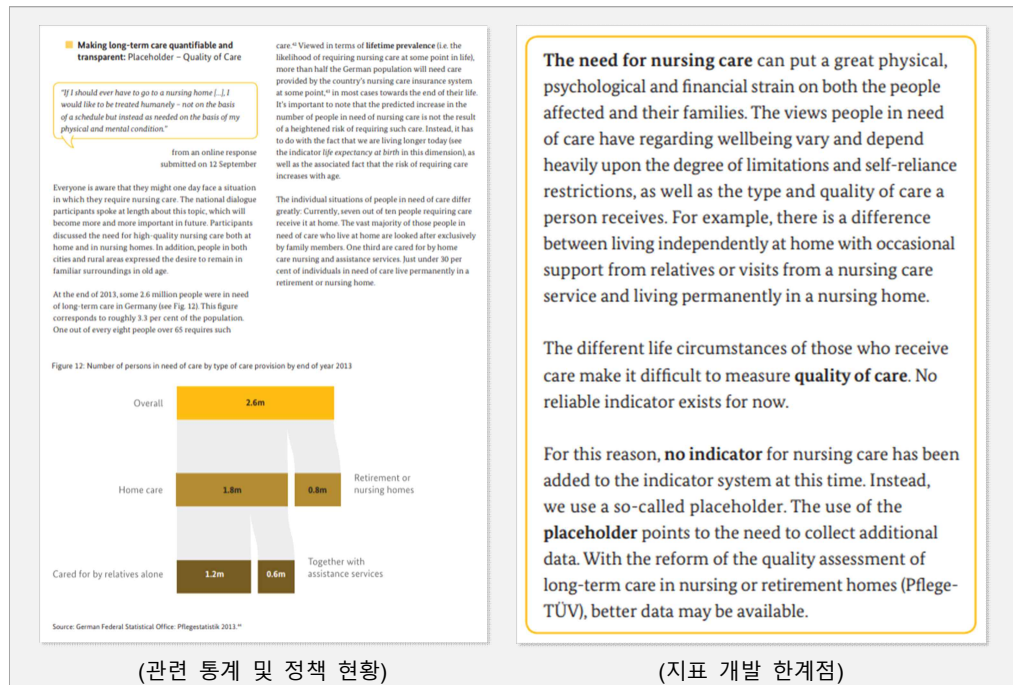 Making long-term care quantifiable and
transparent: Placeholder – Quality of Care
"If I should ever have to go to a nursing home [...], I
would like to be treated humanely – not on the basis
of a schedule but instead as needed on the basis of my
physical and mental condition."
from an online response
submitted on 12 September
Everyone is aware that they might one day face a situation
in which they require nursing care. The national dialogue
participants spoke at length about this topic, which will
become more and more important in future. Participants
discussed the need for high-quality nursing care both at
home and in nursing homes. In addition, people in both
cities and rural areas expressed the desire to remain in
familiar surroundings in old age.
At the end of 2013, some 2.6 million people were in need
of long-term care in Germany (see Fig. 12). This figure
corresponds to roughly 3.3 per cent of the population.
One out of every eight people over 65 requires such
care.⁴² Viewed in terms of lifetime prevalence (i.e. the
likelihood of requiring nursing care at some point in life),
more than half the German population will need care
provided by the country's nursing care insurance system
at some point,⁴³ in most cases towards the end of their life.
It's important to note that the predicted increase in the
number of people in need of nursing care is not the result
of a heightened risk of requiring such care. Instead, it has
to do with the fact that we are living longer today (see
the indicator life expectancy at birth in this dimension), as
well as the associated fact that the risk of requiring care
increases with age.
The individual situations of people in need of care differ
greatly: Currently, seven out of ten people requiring care
receive it at home. The vast majority of those people in
need of care who live at home are looked after exclusively
by family members. One third are cared for by home
care nursing and assistance services. Just under 30 per
cent of individuals in need of care live permanently in a
retirement or nursing home.
Figure 12: Number of persons in need of care by type of care provision by end of year 2013
Overall
2.6m
Home care
1.8m
0.8m
Retirement or
nursing homes
Cared for by relatives alone
1.2m
0.6m
Together with
assistance services
Source: German Federal Statistical Office: Pflegestatistik 2013.⁴⁴
(관련 통계 및 정책 현황)
The need for nursing care can put a great physical,
psychological and financial strain on both the people
affected and their families. The views people in need
of care have regarding wellbeing vary and depend
heavily upon the degree of limitations and self-reliance
restrictions, as well as the type and quality of care a
person receives. For example, there is a difference
between living independently at home with occasional
support from relatives or visits from a nursing care
service and living permanently in a nursing home.
The different life circumstances of those who receive
care make it difficult to measure quality of care. No
reliable indicator exists for now.
For this reason, no indicator for nursing care has been
added to the indicator system at this time. Instead,
we use a so-called placeholder. The use of the
placeholder points to the need to collect additional
data. With the reform of the quality assessment of
long-term care in nursing or retirement homes (Pflege-
TÜV), better data may be available.
(지표 개발 한계점)